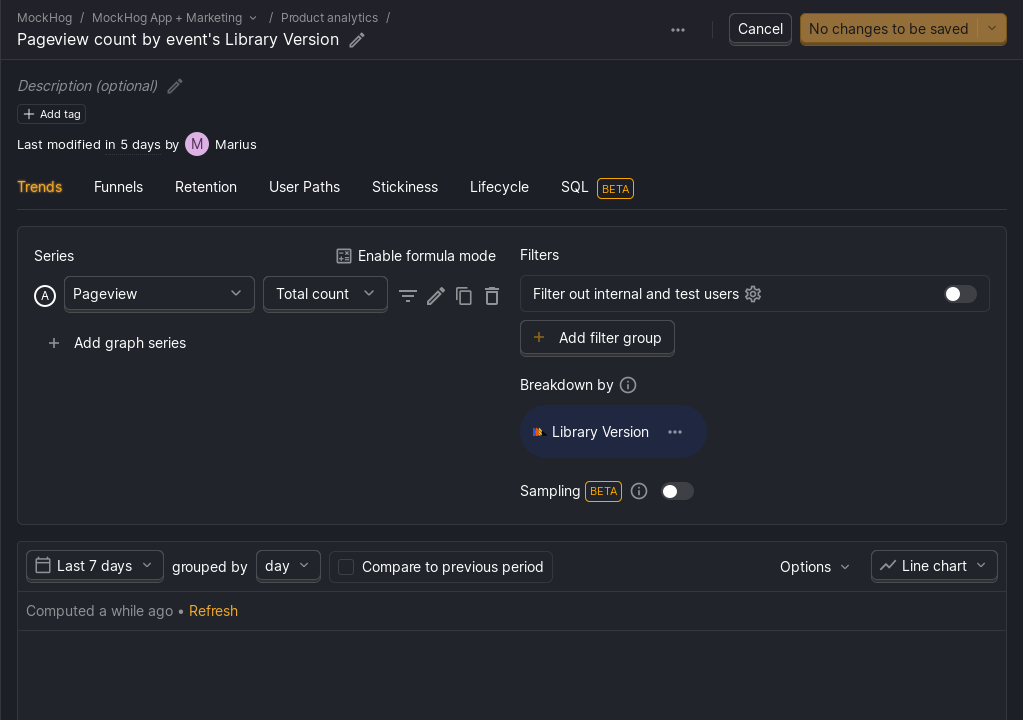 MockHog / MockHog App + Marketing / Product analytics /
Pageview count by event's Library Version
Cancel
No changes to be saved
Description (optional)
Add tag
Last modified in 5 days by M Marius
Trends Funnels Retention User Paths Stickiness Lifecycle SQL BETA
Series
Enable formula mode
A Pageview Total count
Add graph series
Filters
Filter out internal and test users
Add filter group
Breakdown by
Library Version
Sampling BETA
Last 7 days grouped by day Compare to previous period Options Line chart
Computed a while ago • Refresh